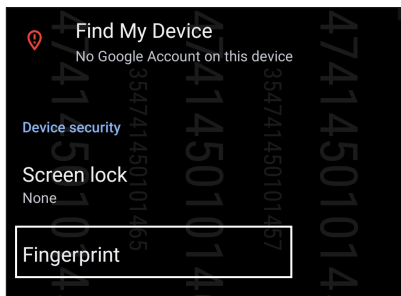 Find My Device
No Google Account on this device
Device security
Screen lock
None
Fingerprint
354741450101465
354741450101457